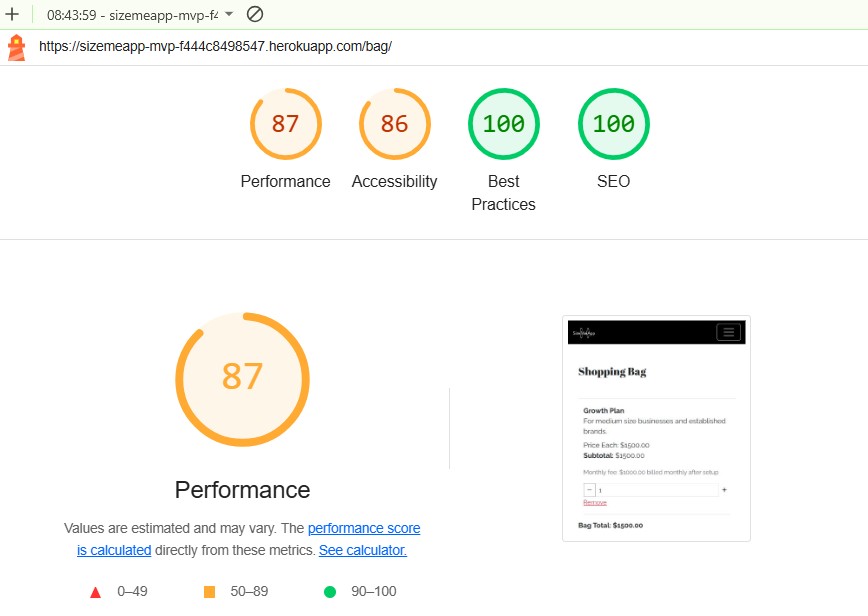 08:43:59 - sizemeapp-mvp-f4
https://sizemeapp-mvp-f444c8498547.herokuapp.com/bag/
87
86
100
100
Performance
Accessibility
Best
Practices
SEO
87
Performance
Values are estimated and may vary. The performance score
is calculated directly from these metrics. See calculator.
0–49
50–89
90–100
Shopping Bag
Growth Plan
For medium size businesses and established
brands.
Price Each: $1500.00
Subtotal: $1500.00
Monthly fee: $1000.00 billed monthly after setup
− 1 +
Remove
Bag Total: $1500.00